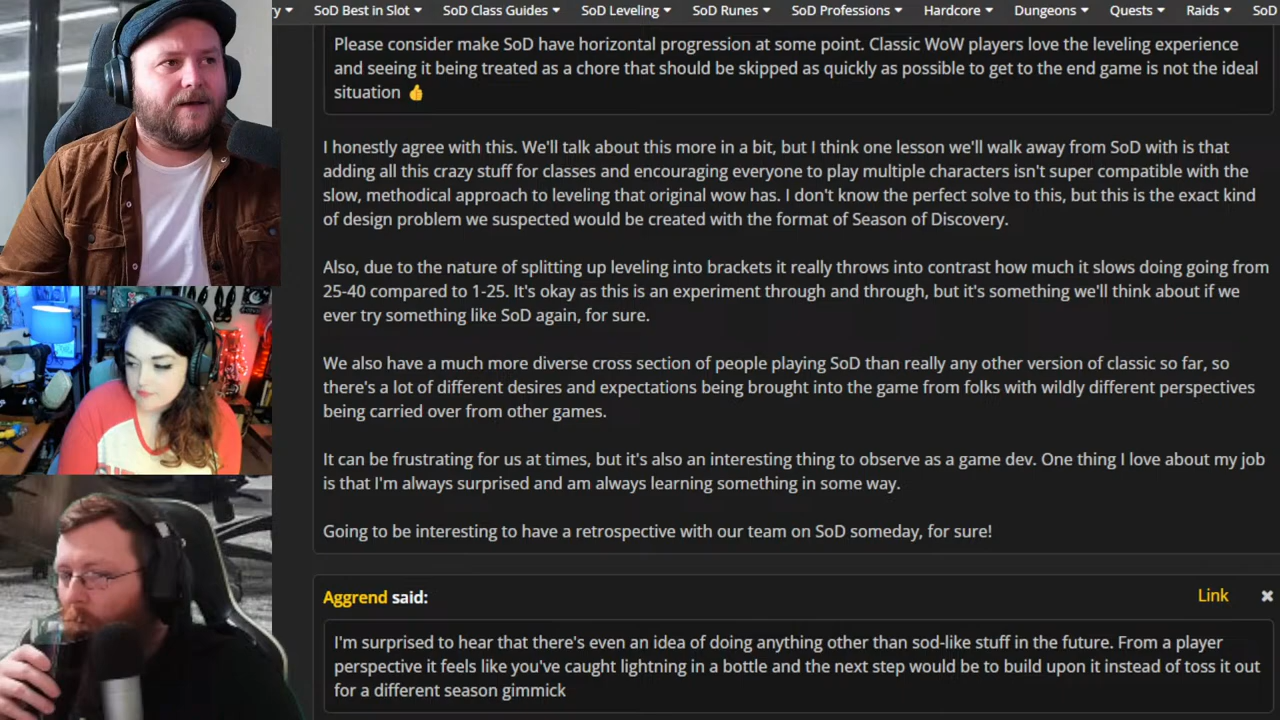 SoD Best in Slot SoD Class Guides SoD Leveling SoD Runes SoD Professions Hardcore Dungeons Quests Raids SoD
Please consider make SoD have horizontal progression at some point. Classic WoW players love the leveling experience
and seeing it being treated as a chore that should be skipped as quickly as possible to get to the end game is not the ideal
situation 👍
I honestly agree with this. We'll talk about this more in a bit, but I think one lesson we'll walk away from SoD with is that
adding all this crazy stuff for classes and encouraging everyone to play multiple characters isn't super compatible with the
slow, methodical approach to leveling that original wow has. I don't know the perfect solve to this, but this is the exact kind
of design problem we suspected would be created with the format of Season of Discovery.
Also, due to the nature of splitting up leveling into brackets it really throws into contrast how much it slows doing going from
25-40 compared to 1-25. It's okay as this is an experiment through and through, but it's something we'll think about if we
ever try something like SoD again, for sure.
We also have a much more diverse cross section of people playing SoD than really any other version of classic so far, so
there's a lot of different desires and expectations being brought into the game from folks with wildly different perspectives
being carried over from other games.
It can be frustrating for us at times, but it's also an interesting thing to observe as a game dev. One thing I love about my job
is that I'm always surprised and am always learning something in some way.
Going to be interesting to have a retrospective with our team on SoD someday, for sure!
Aggrend said: Link ✖
I'm surprised to hear that there's even an idea of doing anything other than sod-like stuff in the future. From a player
perspective it feels like you've caught lightning in a bottle and the next step would be to build upon it instead of toss it out
for a different season gimmick